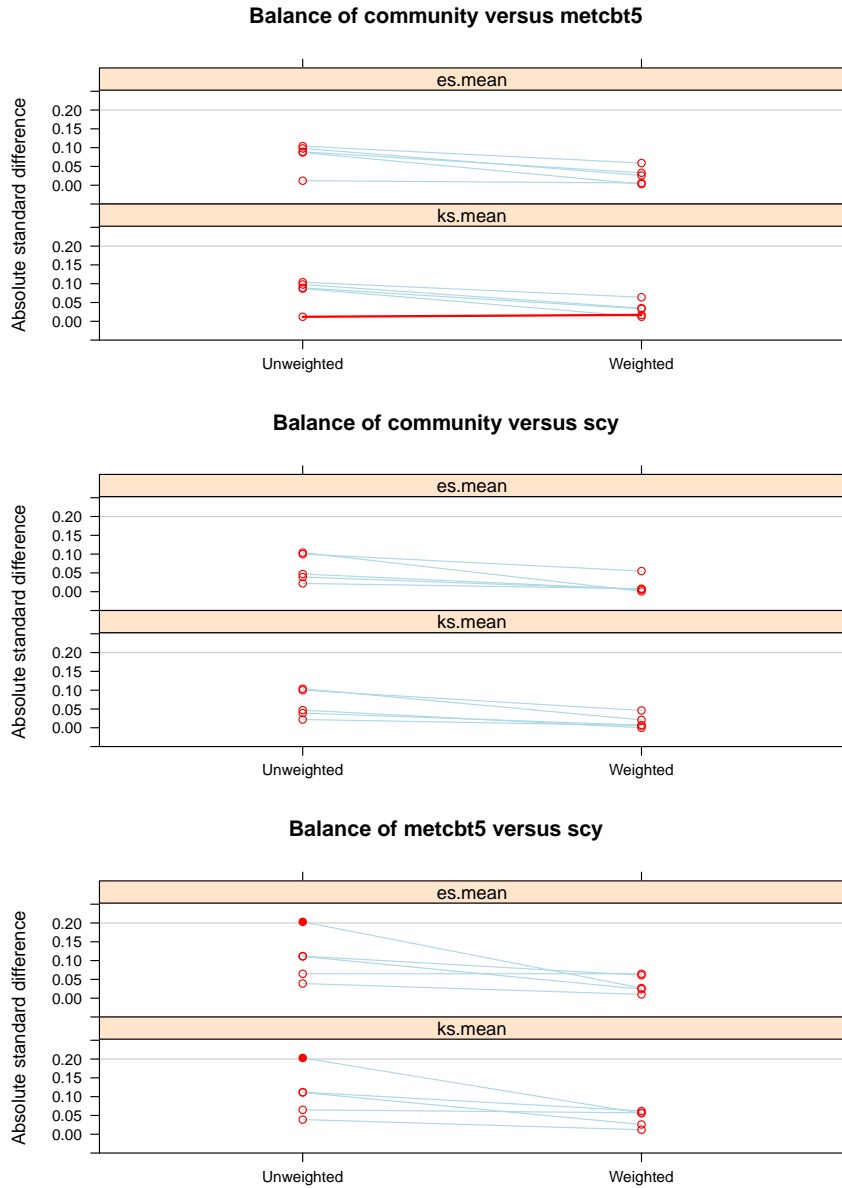 Balance of community versus metcbt5
es.mean
0.20
0.15
0.10
0.05
0.00
ks.mean
0.20
0.15
0.10
0.05
0.00
Absolute standard difference
Unweighted Weighted
Balance of community versus scy
es.mean
0.20
0.15
0.10
0.05
0.00
ks.mean
0.20
0.15
0.10
0.05
0.00
Absolute standard difference
Unweighted Weighted
Balance of metcbt5 versus scy
es.mean
0.20
0.15
0.10
0.05
0.00
ks.mean
0.20
0.15
0.10
0.05
0.00
Absolute standard difference
Unweighted Weighted